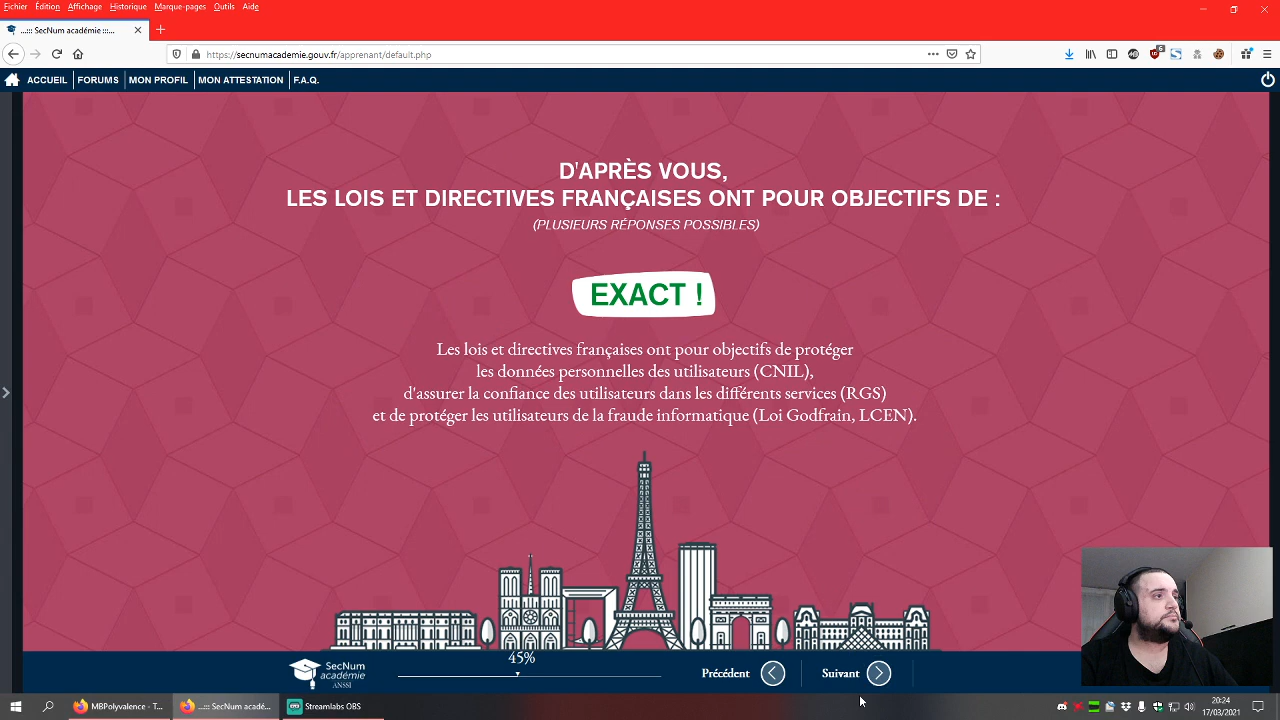 Fichier Édition Affichage Historique Marque-pages Outils Aide
...::: SecNum académie :::...
https://secnumacademie.gouv.fr/apprenant/default.php
6
ACCUEIL FORUMS MON PROFIL MON ATTESTATION F.A.Q.
D'APRÈS VOUS,
LES LOIS ET DIRECTIVES FRANÇAISES ONT POUR OBJECTIFS DE :
(PLUSIEURS RÉPONSES POSSIBLES)
EXACT !
Les lois et directives françaises ont pour objectifs de protéger
les données personnelles des utilisateurs (CNIL),
d'assurer la confiance des utilisateurs dans les différents services (RGS)
et de protéger les utilisateurs de la fraude informatique (Loi Godfrain, LCEN).
45%
SecNum
académie
ANSSI
Précédent Suivant
MBPolyvalence - T... ...::: SecNum acadé... Streamlabs OBS
20:24
17/03/2021